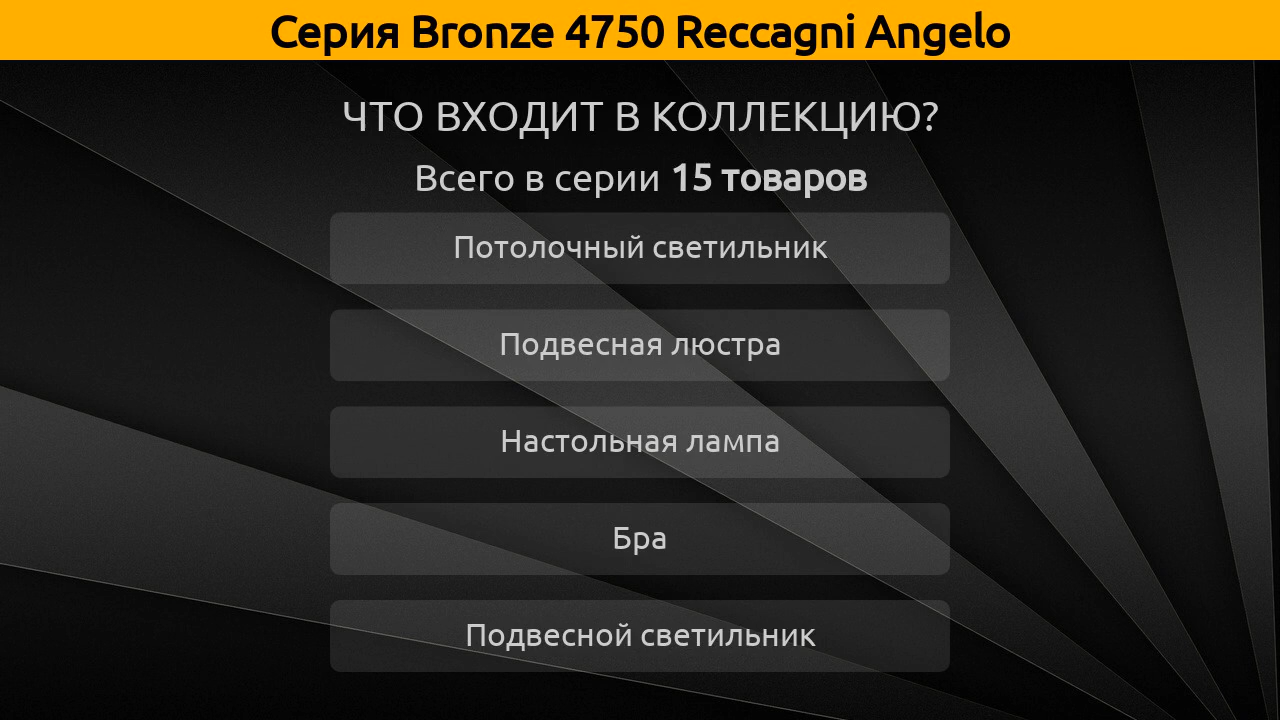 Серия Bronze 4750 Reccagni Angelo
ЧТО ВХОДИТ В КОЛЛЕКЦИЮ?
Всего в серии 15 товаров
Потолочный светильник
Подвесная люстра
Настольная лампа
Бра
Подвесной светильник